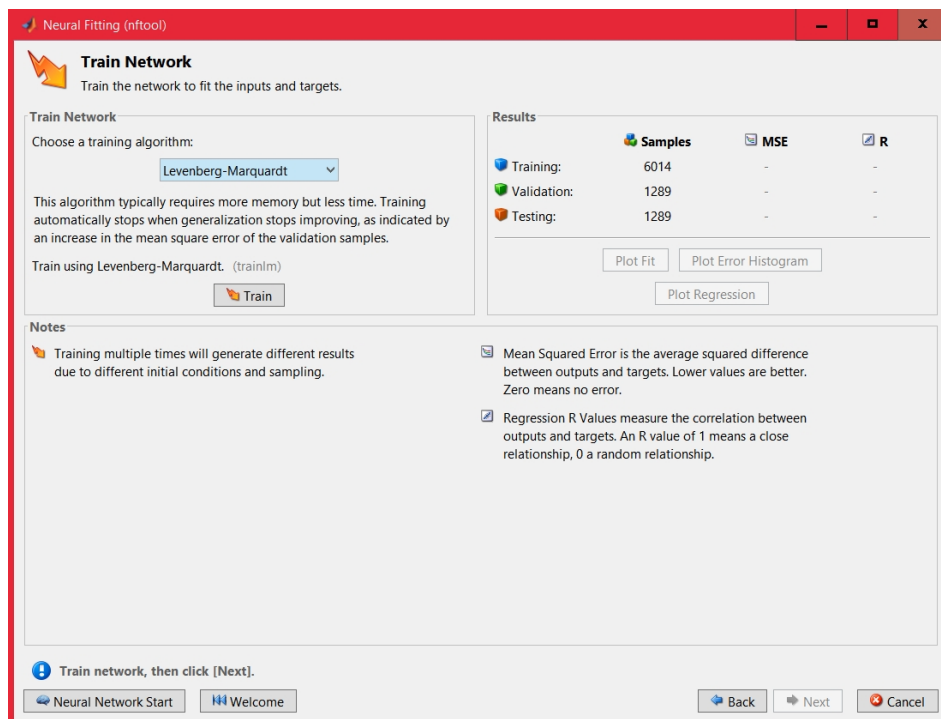 Neural Fitting (nftool)
Train Network
Train the network to fit the inputs and targets.
Train Network
Choose a training algorithm:
Levenberg-Marquardt
This algorithm typically requires more memory but less time. Training
automatically stops when generalization stops improving, as indicated by
an increase in the mean square error of the validation samples.
Train using Levenberg-Marquardt. (trainlm)
Train
Results
Samples MSE R
Training: 6014 - -
Validation: 1289 - -
Testing: 1289 - -
Plot Fit Plot Error Histogram
Plot Regression
Notes
Training multiple times will generate different results
due to different initial conditions and sampling.
Mean Squared Error is the average squared difference
between outputs and targets. Lower values are better.
Zero means no error.
Regression R Values measure the correlation between
outputs and targets. An R value of 1 means a close
relationship, 0 a random relationship.
Train network, then click [Next].
Neural Network Start Welcome Back Next Cancel